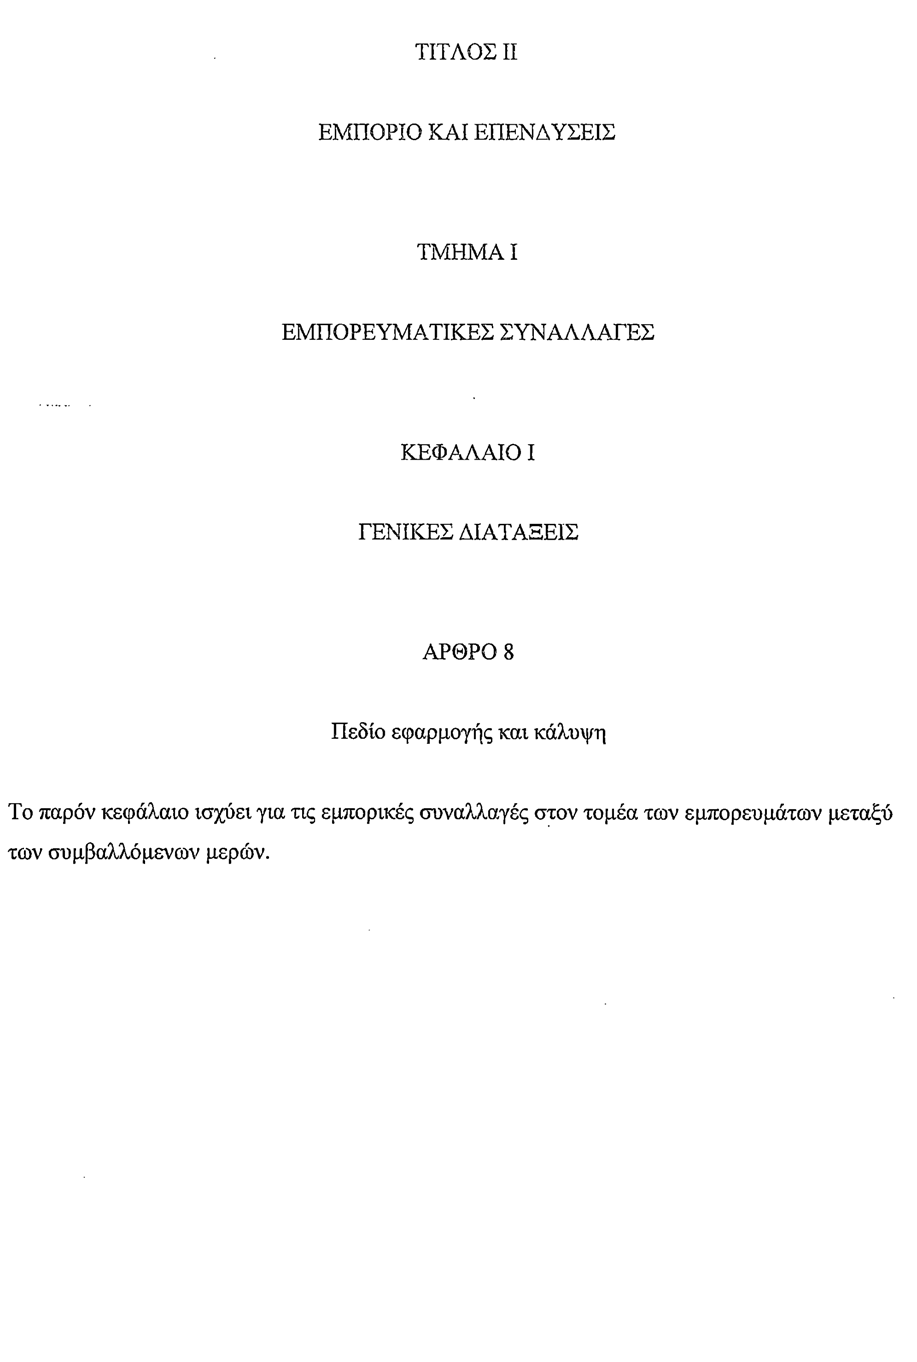 ΤΙΤΛΟΣ ΙΙ
ΕΜΠΟΡΙΟ ΚΑΙ ΕΠΕΝΔΥΣΕΙΣ
ΤΜΗΜΑ Ι
ΕΜΠΟΡΕΥΜΑΤΙΚΕΣ ΣΥΝΑΛΛΑΓΕΣ
ΚΕΦΑΛΑΙΟ Ι
ΓΕΝΙΚΕΣ ΔΙΑΤΑΞΕΙΣ
ΑΡΘΡΟ 8
Πεδίο εφαρμογής και κάλυψη
Το παρόν κεφάλαιο ισχύει για τις εμπορικές συναλλαγές στον τομέα των εμπορευμάτων μεταξύ
των συμβαλλόμενων μερών.